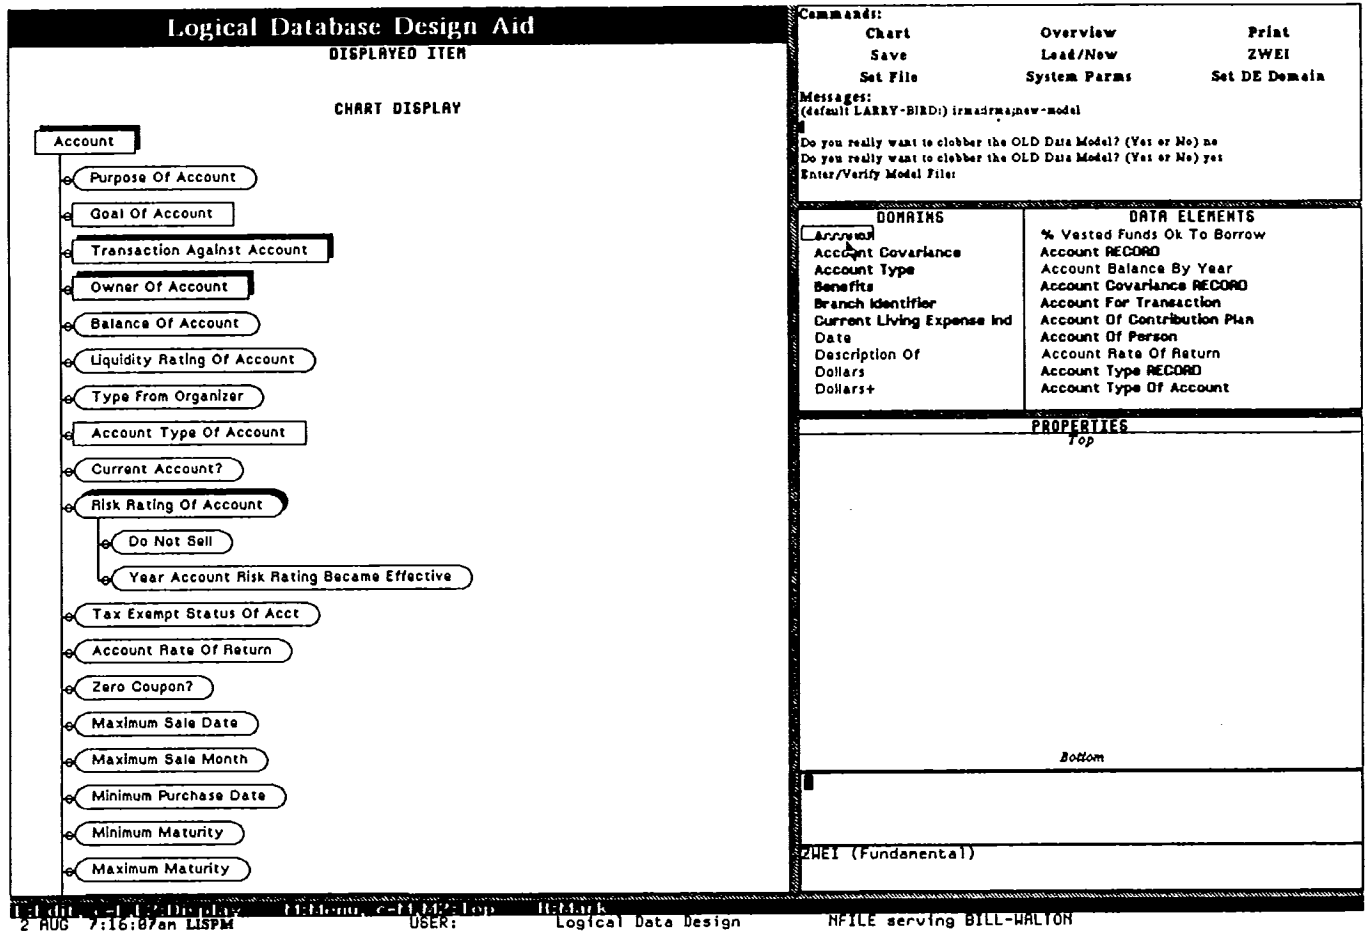 Logical Database Design Aid
DISPLAYED ITEM
CHART DISPLAY
Account
Purpose Of Account
Goal Of Account
Transaction Against Account
Owner Of Account
Balance Of Account
Liquidity Rating Of Account
Type From Organizer
Account Type Of Account
Current Account?
Risk Rating Of Account
Do Not Sell
Year Account Risk Rating Became Effective
Tax Exempt Status Of Acct
Account Rate Of Return
Zero Coupon?
Maximum Sale Date
Maximum Sale Month
Minimum Purchase Date
Minimum Maturity
Maximum Maturity
Commands:
Chart Overview Print
Save Load/New ZWEI
Set File System Parms Set DE Domain
Messages:
(default LARRY-BIRD:) irma:irma;new-model
Do you really want to clobber the OLD Data Model? (Yes or No) no
Do you really want to clobber the OLD Data Model? (Yes or No) yes
Enter/Verify Model File:
DOMAINS
Account
Account Covariance
Account Type
Benefits
Branch Identifier
Current Living Expense Ind
Date
Description Of
Dollars
Dollars+
DATA ELEMENTS
% Vested Funds Ok To Borrow
Account RECORD
Account Balance By Year
Account Covariance RECORD
Account For Transaction
Account Of Contribution Plan
Account Of Person
Account Rate Of Return
Account Type RECORD
Account Type Of Account
PROPERTIES
Top
Bottom
ZWEI (Fundamental)
2 AUG 7:16:07am LISPM USER: Logical Data Design NFILE serving BILL-WALTON